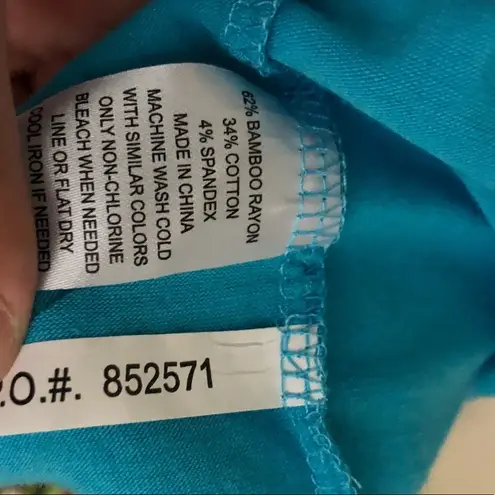 62% BAMBOO RAYON
34% COTTON
4% SPANDEX
MADE IN CHINA
MACHINE WASH COLD
WITH SIMILAR COLORS
ONLY NON-CHLORINE
BLEACH WHEN NEEDED
LINE OR FLAT DRY
COOL IRON IF NEEDED
P.O.#. 852571